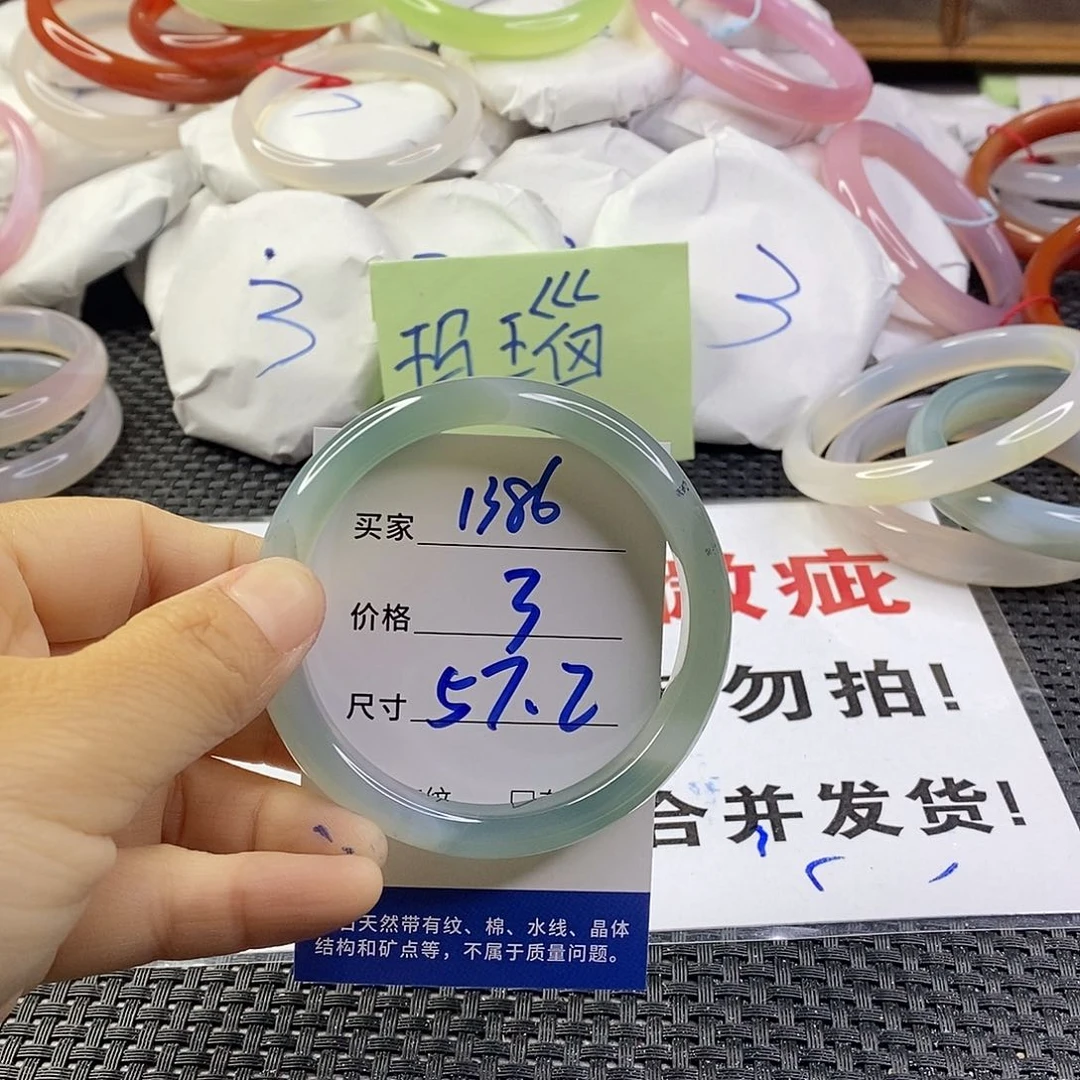 3
3
玛瑙
买家 1386
价格 3
尺寸 57.2
微疵
勿拍!
合并发货!
天然带有纹、棉、水线、晶体
结构和矿点等，不属于质量问题。